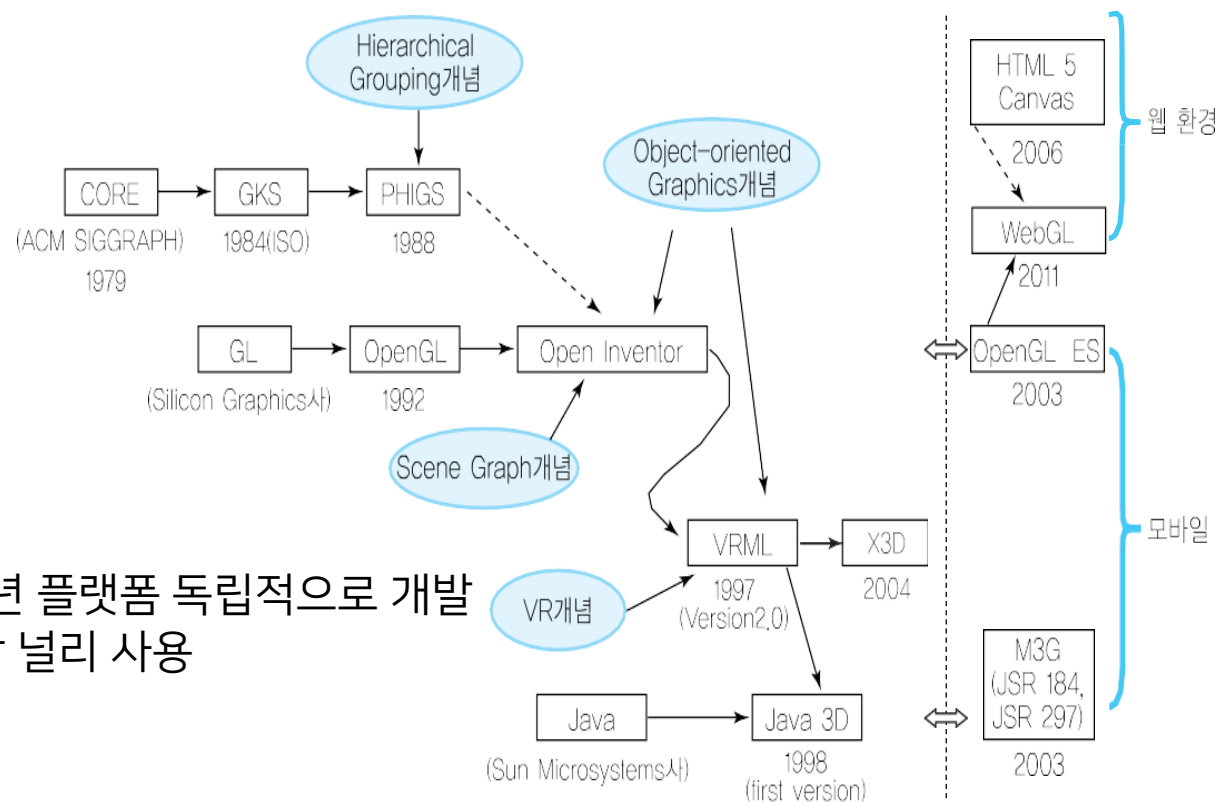 Hierarchical
Grouping개념
HTML 5
Canvas
2006
웹 환경
Object-oriented
Graphics개념
CORE
GKS
PHIGS
(ACM SIGGRAPH)
1979
1984(ISO)
1988
WebGL
2011
GL
OpenGL
Open Inventor
OpenGL ES
(Silicon Graphics사)
1992
2003
Scene Graph개념
모바일
VRML
X3D
1997
(Version2.0)
2004
년 플랫폼 독립적으로 개발
널리 사용
VR개념
M3G
(JSR 184,
JSR 297)
2003
Java
Java 3D
(Sun Microsystems사)
1998
(first version)